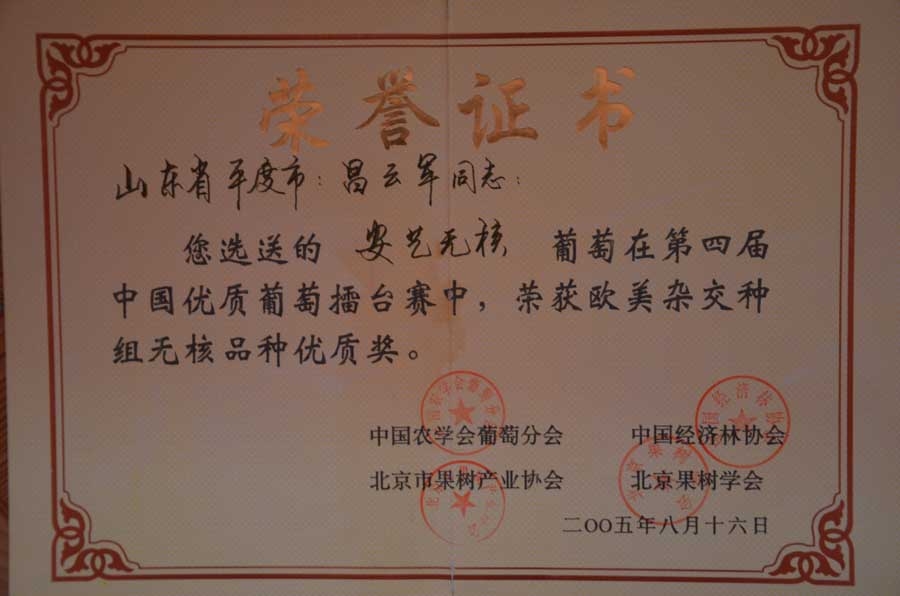 荣誉证书
山东省平度市：昌云军同志：
您选送的 安艺无核 葡萄在第四届
中国优质葡萄擂台赛中，荣获欧美杂交种
组无核品种优质奖。
中国农学会葡萄分会 中国经济林协会
北京市果树产业协会 北京果树学会
二OO五年八月十六日